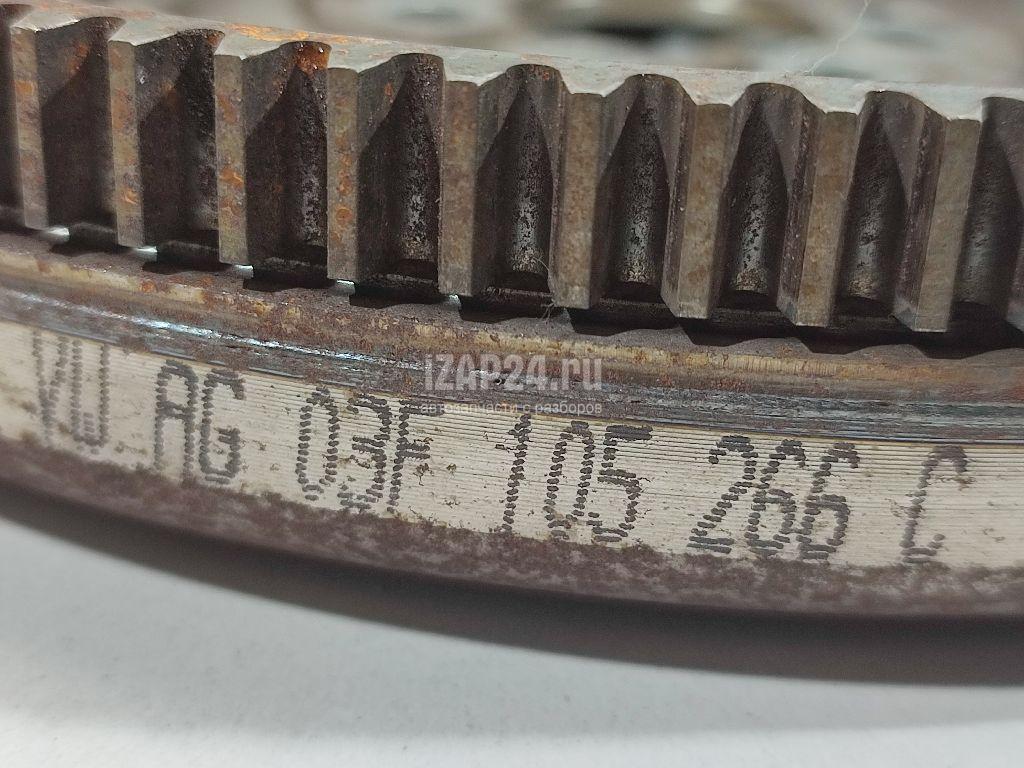 iZAP24.ru
автозапчасти с разборов
VW AG 03F 105 266 C